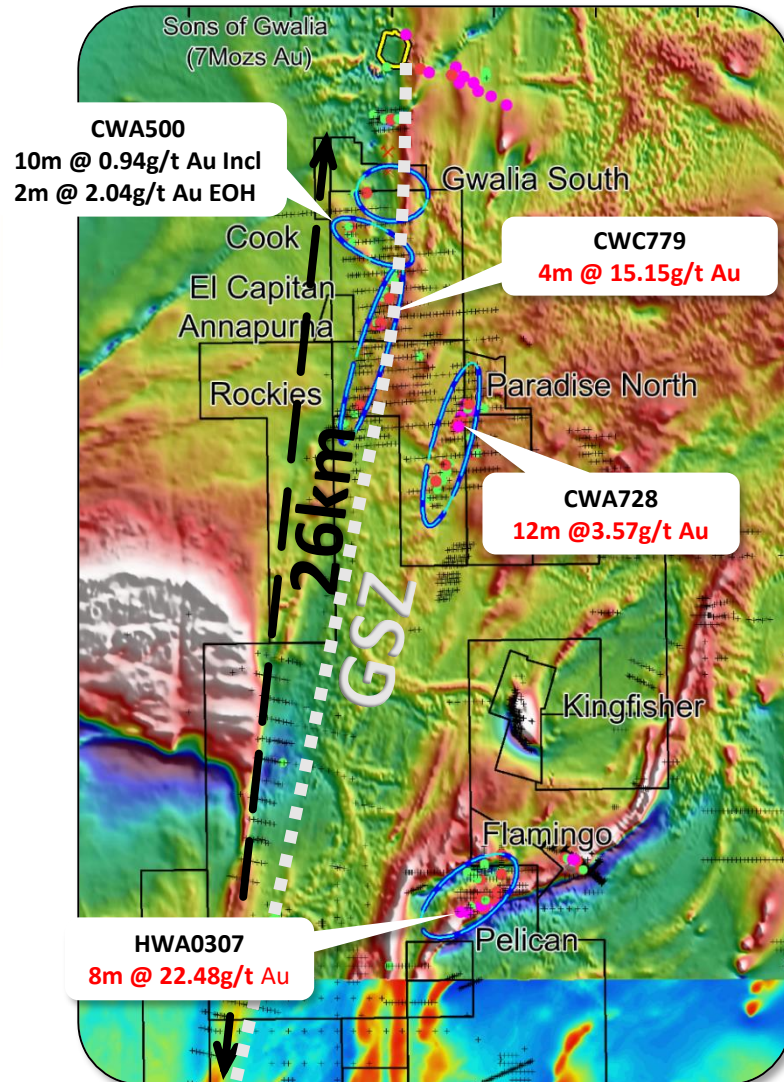 Sons of Gwalia
(7Mozs Au)
CWA500
10m @ 0.94g/t Au Incl
2m @ 2.04g/t Au EOH
Gwalia South
Cook
CWC779
4m @ 15.15g/t Au
El Capitan
Annapurna
Rockies
Paradise North
26km
CWA728
12m @3.57g/t Au
GSZ
Kingfisher
Flamingo
HWA0307
8m @ 22.48g/t Au
Pelican